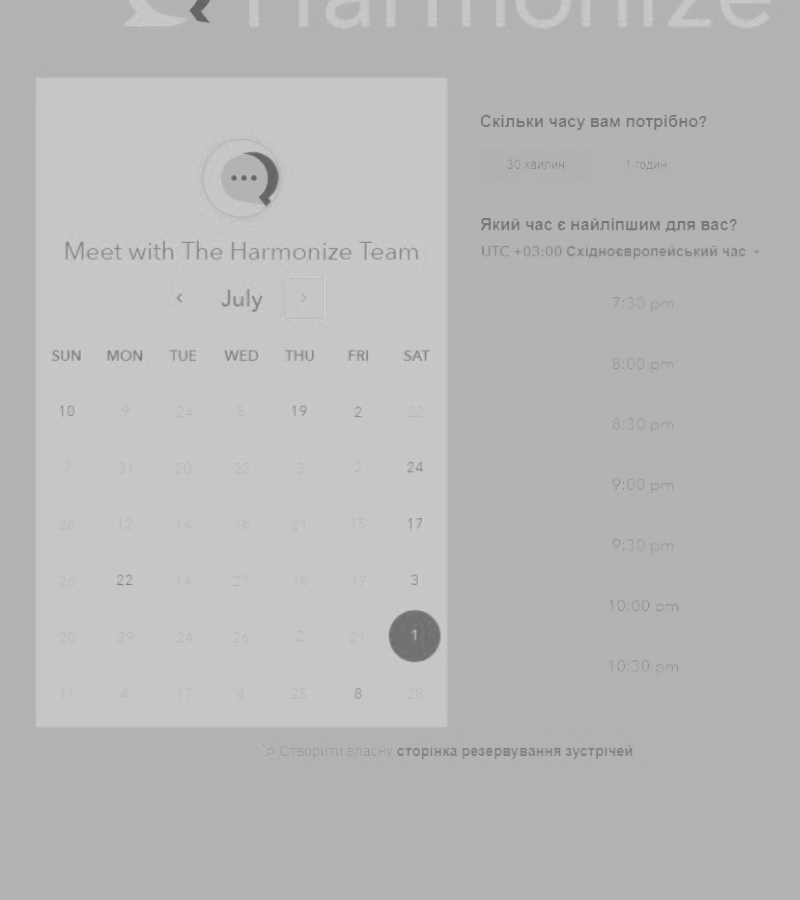 Harmonize
Meet with The Harmonize Team
July
SUN MON TUE WED THU FRI SAT
10 9 24 5 19 2 22
7 31 20 22 3 2 24
28 12 14 16 21 15 17
26 22 14 27 16 17 3
20 29 24 26 2 21 1
11 4 17 4 25 8 28
Скільки часу вам потрібно?
30 хвилин 1 годин
Який час є найліпшим для вас?
UTC +03:00 Східноєвропейський час
7:30 pm
8:00 pm
8:30 pm
9:00 pm
9:30 pm
10:00 pm
10:30 pm
Створити власну сторінка резервування зустрічей